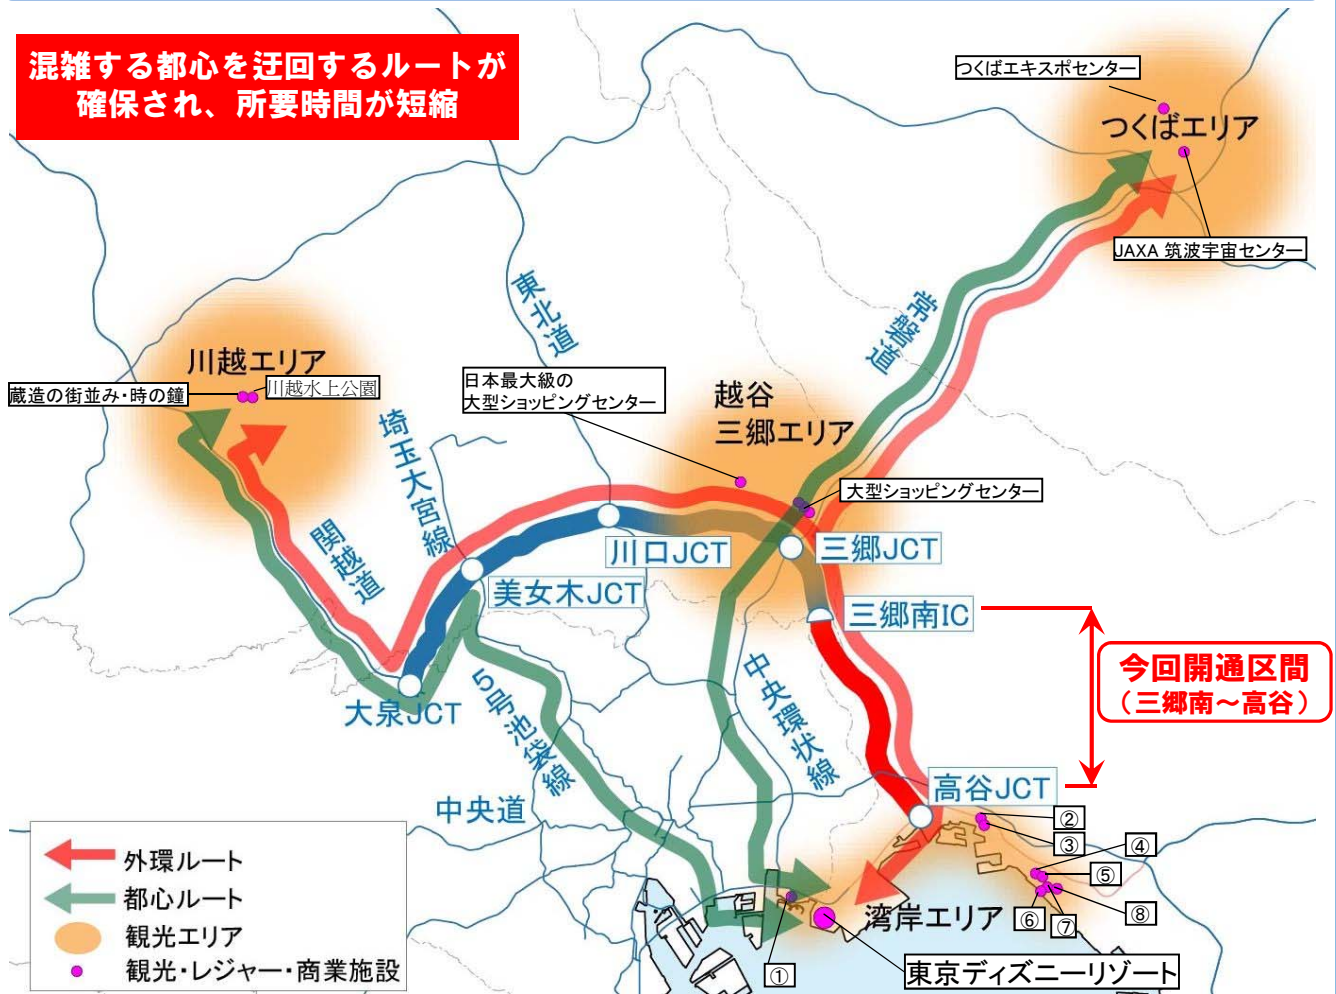 混雑する都心を迂回するルートが
確保され、所要時間が短縮
つくばエキスポセンター
つくばエリア
JAXA 筑波宇宙センター
東北道
常磐道
川越エリア
蔵造の街並み・時の鐘
川越水上公園
日本最大級の
大型ショッピングセンター
越谷
三郷エリア
埼玉大宮線
大型ショッピングセンター
関越道
川口JCT
三郷JCT
美女木JCT
三郷南IC
今回開通区間
（三郷南～高谷）
大泉JCT
5号池袋線
中央環状線
高谷JCT
中央道
②
③
④
⑤
⑥
⑦
⑧
湾岸エリア
①
東京ディズニーリゾート
外環ルート
都心ルート
観光エリア
観光・レジャー・商業施設